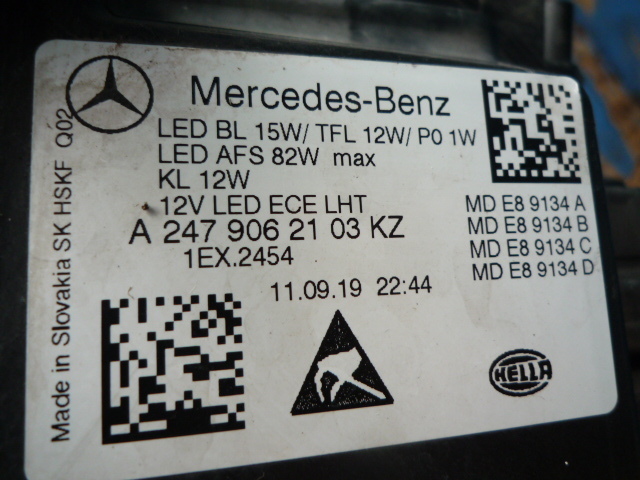 Mercedes-Benz
LED BL 15W/ TFL 12W/ P0 1W
LED AFS 82W max
KL 12W
12V LED ECE LHT
A 247 906 21 03 KZ
1EX.2454
11.09.19 22:44
MD E8 9134 A
MD E8 9134 B
MD E8 9134 C
MD E8 9134 D
HELLA
Made in Slovakia SK HSKF Q02